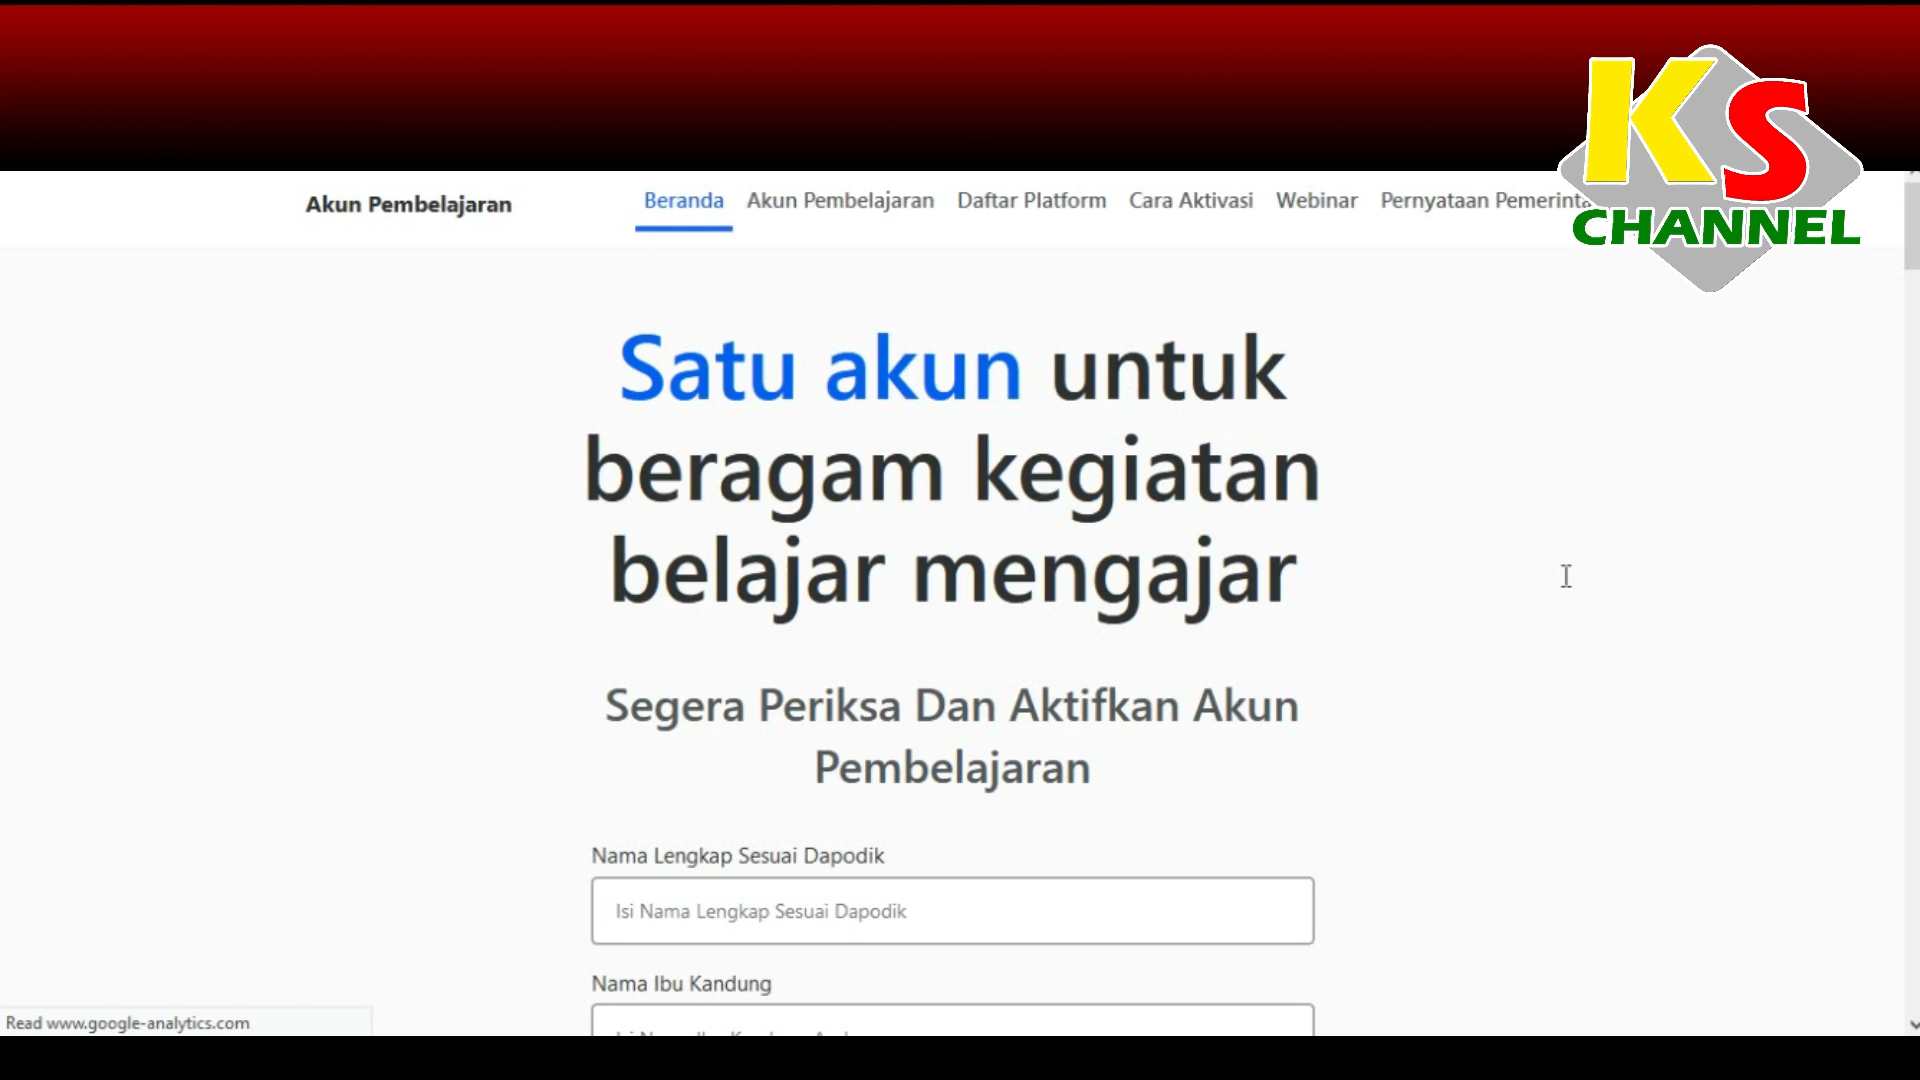 KS
CHANNEL
Akun Pembelajaran
Beranda Akun Pembelajaran Daftar Platform Cara Aktivasi Webinar Pernyataan
Satu akun untuk
beragam kegiatan
belajar mengajar
Segera Periksa Dan Aktifkan Akun
Pembelajaran
Nama Lengkap Sesuai Dapodik
Isi Nama Lengkap Sesuai Dapodik
Nama Ibu Kandung
Read www.google-analytics.com